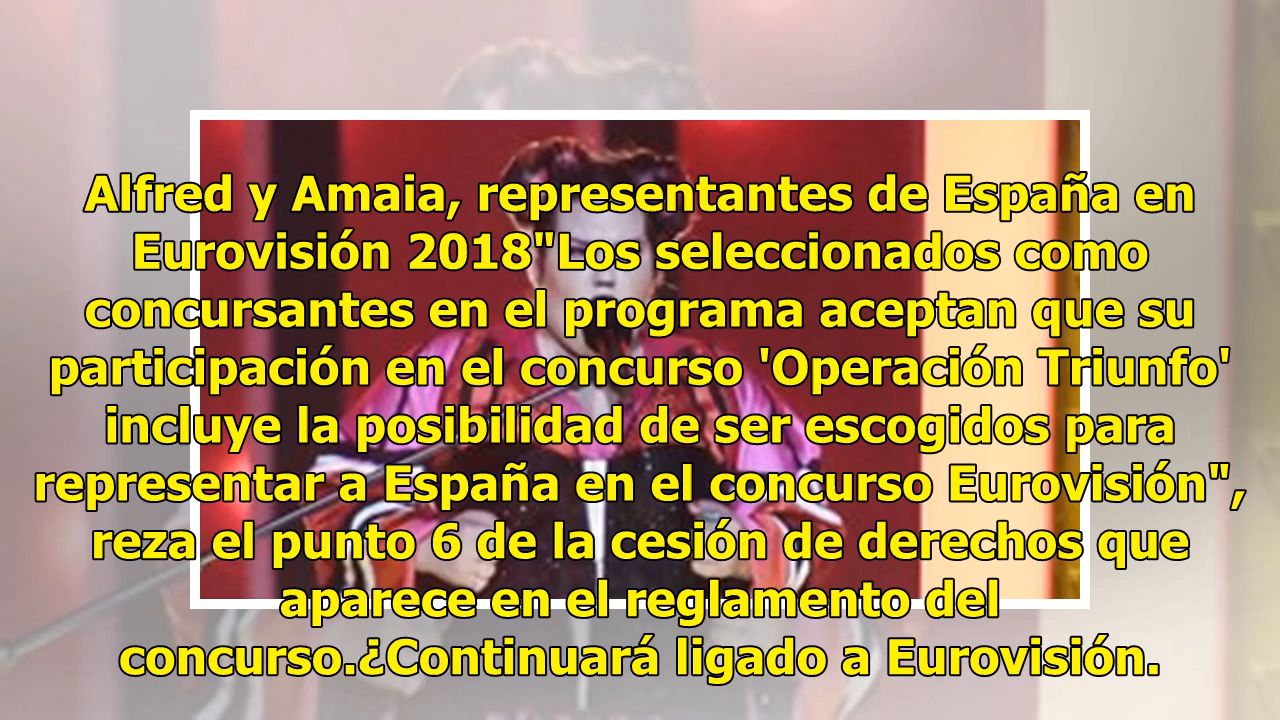 Alfred y Amaia, representantes de España en
Eurovisión 2018"Los seleccionados como
concursantes en el programa aceptan que su
participación en el concurso 'Operación Triunfo'
incluye la posibilidad de ser escogidos para
representar a España en el concurso Eurovisión",
reza el punto 6 de la cesión de derechos que
aparece en el reglamento del
concurso.¿Continuará ligado a Eurovisión.